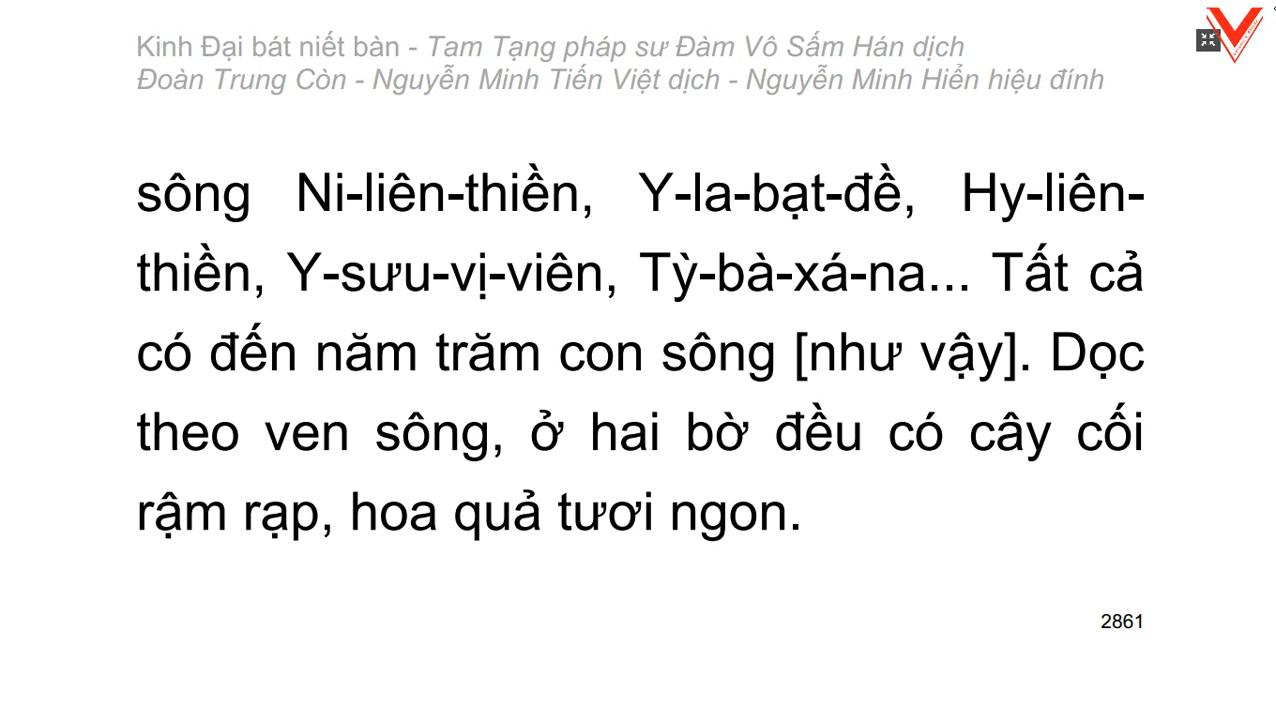 Kinh Đại bát niết bàn - Tam Tạng pháp sư Đàm Vô Sấm Hán dịch
Đoàn Trung Còn - Nguyễn Minh Tiến Việt dịch - Nguyễn Minh Hiển hiệu đính
sông Ni-liên-thiền, Y-la-bạt-đề, Hy-liên-
thiền, Y-sưu-vị-viên, Tỳ-bà-xá-na... Tất cả
có đến năm trăm con sông [như vậy]. Dọc
theo ven sông, ở hai bờ đều có cây cối
rậm rạp, hoa quả tươi ngon.
2861